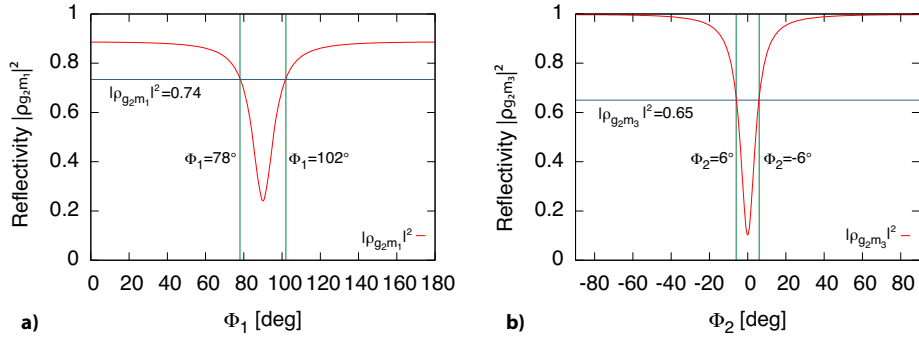 Reflectivity |ρg₂m₁|²
1
0.8
0.6
0.4
0.2
0
|ρg₂m₁|²=0.74
Φ₁=78°
Φ₁=102°
|ρg₂m₁|²
0 20 40 60 80 100 120 140 160 180
a)
Φ₁ [deg]
Reflectivity |ρg₂m₃|²
1
0.8
0.6
0.4
0.2
0
|ρg₂m₃|²=0.65
Φ₂=6°
Φ₂=-6°
|ρg₂m₃|²
-80 -60 -40 -20 0 20 40 60 80
b)
Φ₂ [deg]